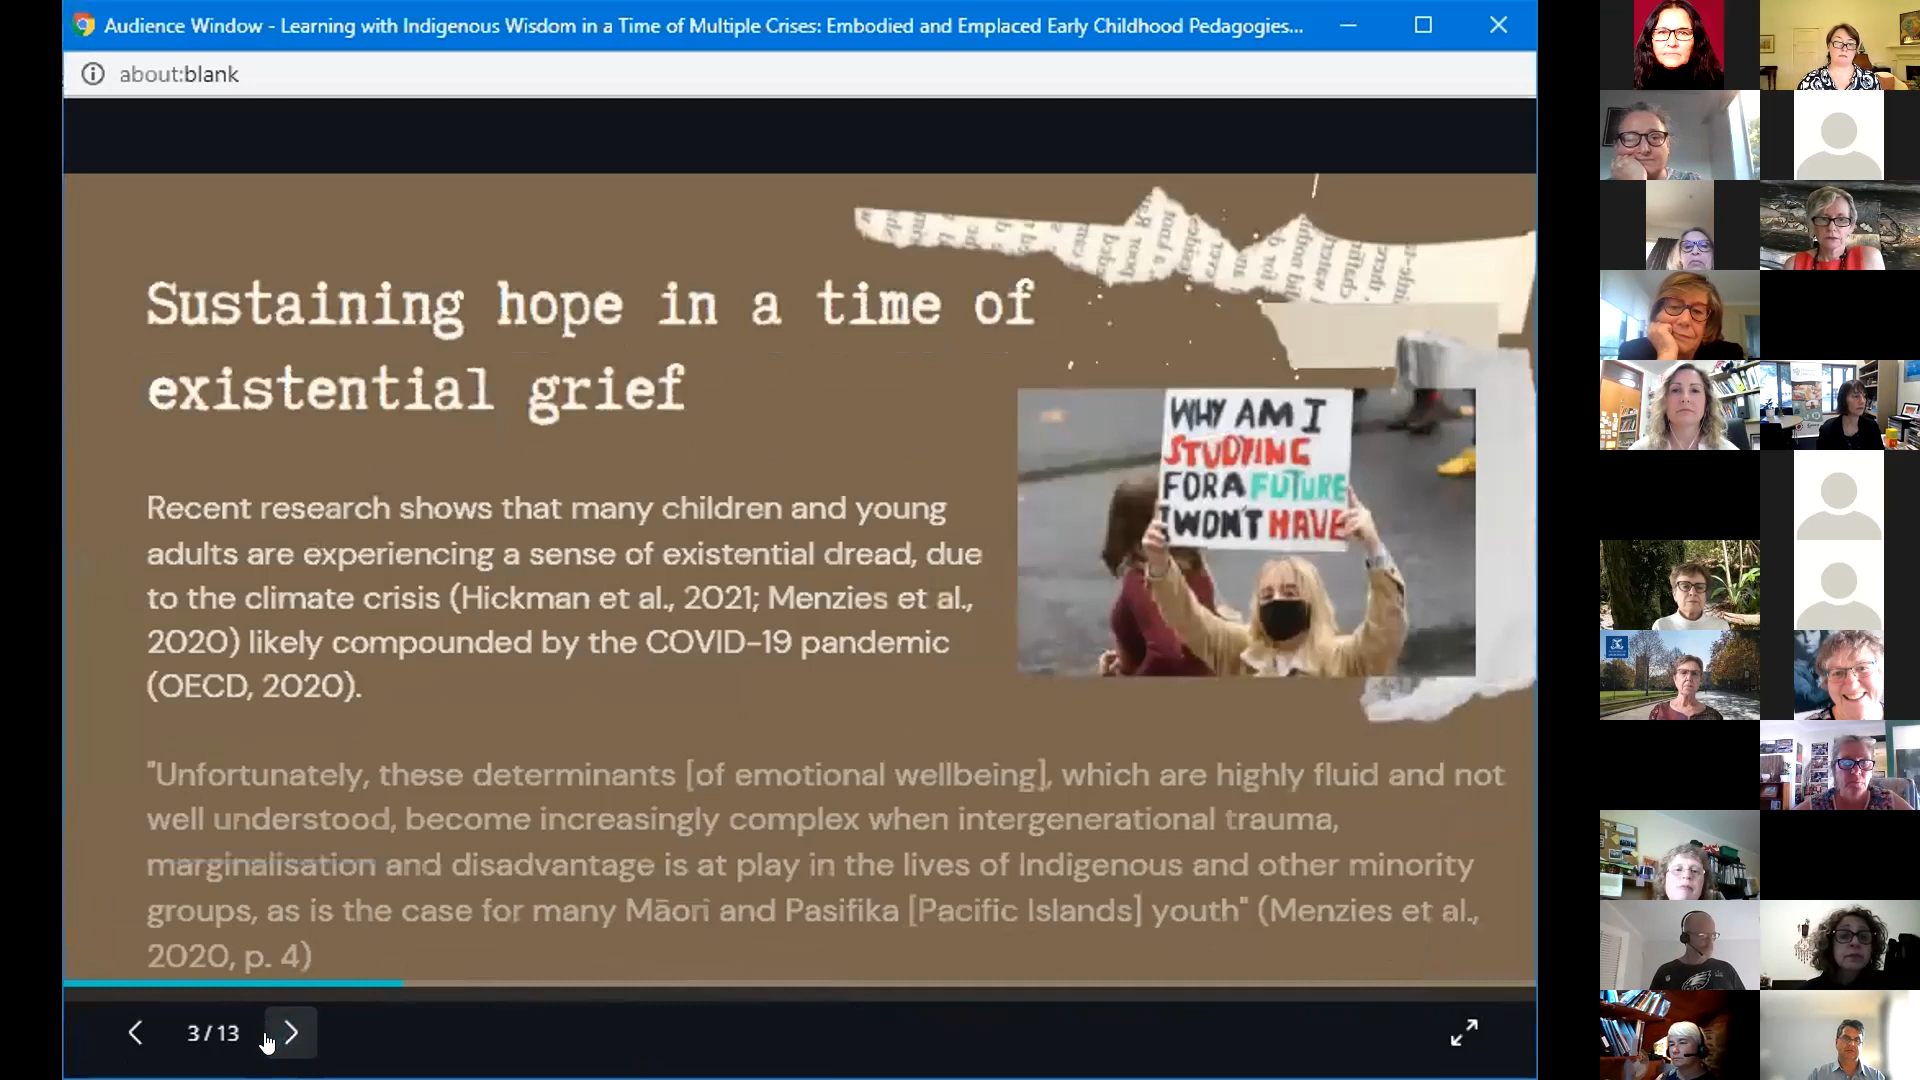 Audience Window - Learning with Indigenous Wisdom in a Time of Multiple Crises: Embodied and Emplaced Early Childhood Pedagogies...
about:blank
Sustaining hope in a time of
existential grief
WHY AM I
STUDYING
FOR A FUTURE
I WON'T HAVE
Recent research shows that many children and young
adults are experiencing a sense of existential dread, due
to the climate crisis (Hickman et al., 2021; Menzies et al.,
2020) likely compounded by the COVID-19 pandemic
(OECD, 2020).
"Unfortunately, these determinants [of emotional wellbeing], which are highly fluid and not
well understood, become increasingly complex when intergenerational trauma,
marginalisation and disadvantage is at play in the lives of Indigenous and other minority
groups, as is the case for many Māori and Pasifika [Pacific Islands] youth" (Menzies et al.,
2020, p. 4)
3 / 13